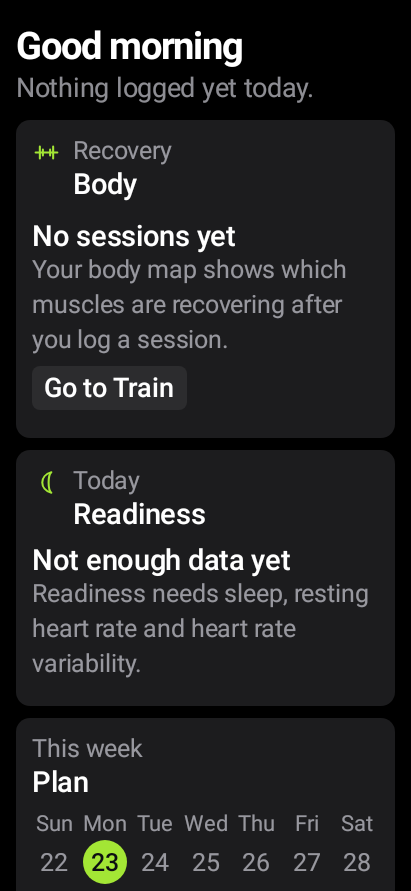 Good morning
Nothing logged yet today.
Recovery
Body
No sessions yet
Your body map shows which
muscles are recovering after
you log a session.
Go to Train
Today
Readiness
Not enough data yet
Readiness needs sleep, resting
heart rate and heart rate
variability.
This week
Plan
Sun Mon Tue Wed Thu Fri Sat
22 23 24 25 26 27 28